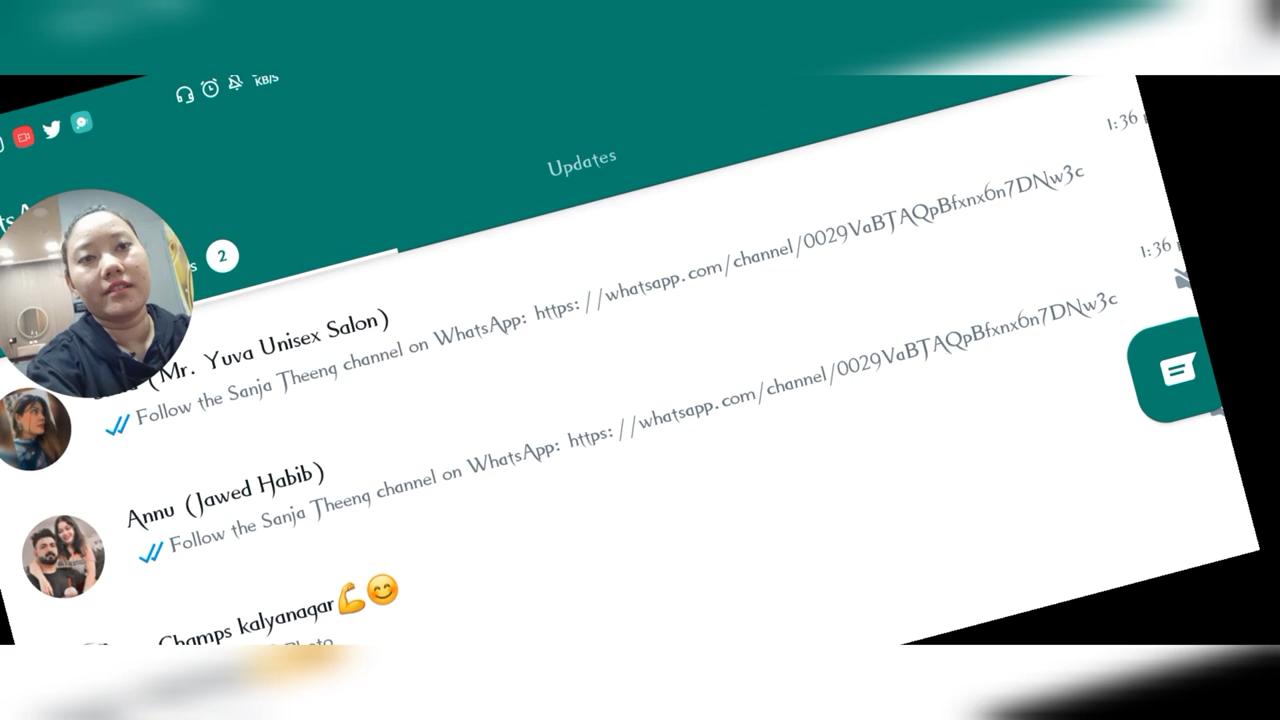 KB/S
Updates
2
(Mr. Yuva Unisex Salon)
1:36
Follow the Sanja Theeng channel on WhatsApp: https://whatsapp.com/channel/0029VaBTAQpBfxnx6n7DNw3c
Annu (Jawed Habib)
1:36
Follow the Sanja Theeng channel on WhatsApp: https://whatsapp.com/channel/0029VaBTAQpBfxnx6n7DNw3c
Champs kalyanagar💪😊
Photo